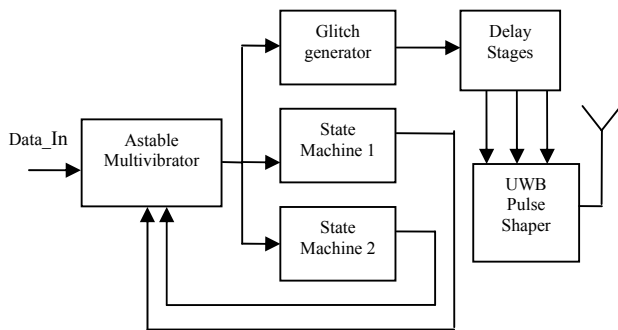 Glitch
generator
Delay
Stages
Data_In
Astable
Multivibrator
State
Machine 1
UWB
Pulse
Shaper
State
Machine 2